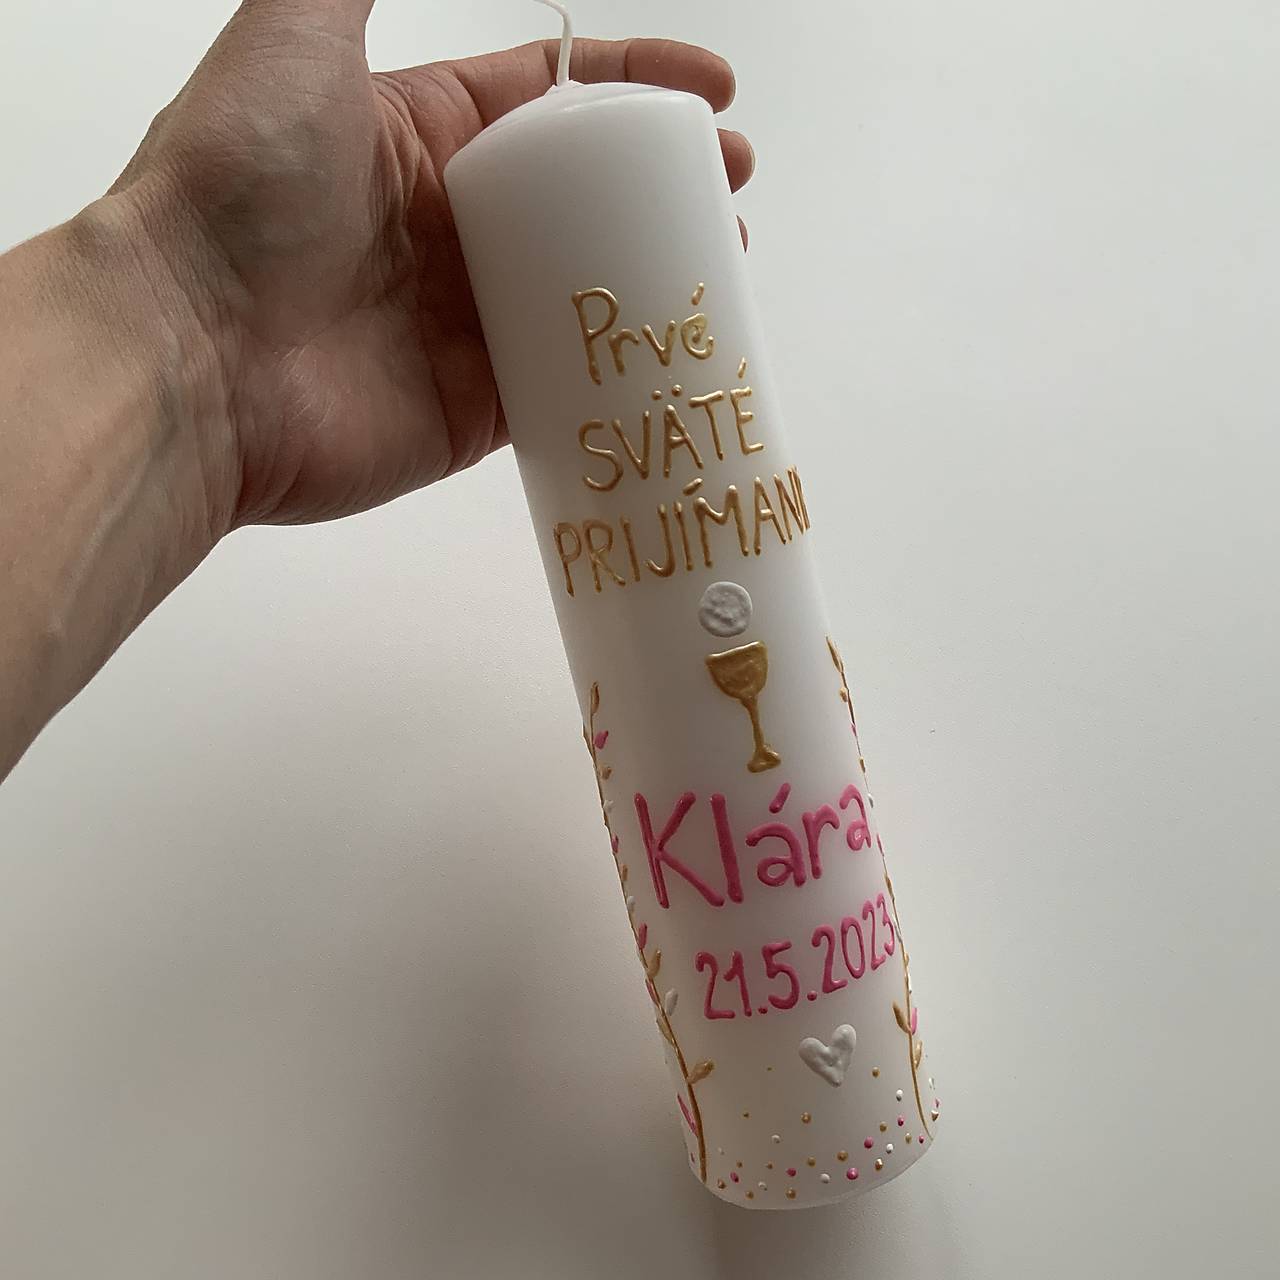 Prvé
SVÄTÉ
PRIJÍMANI
Klára
21.5.2023